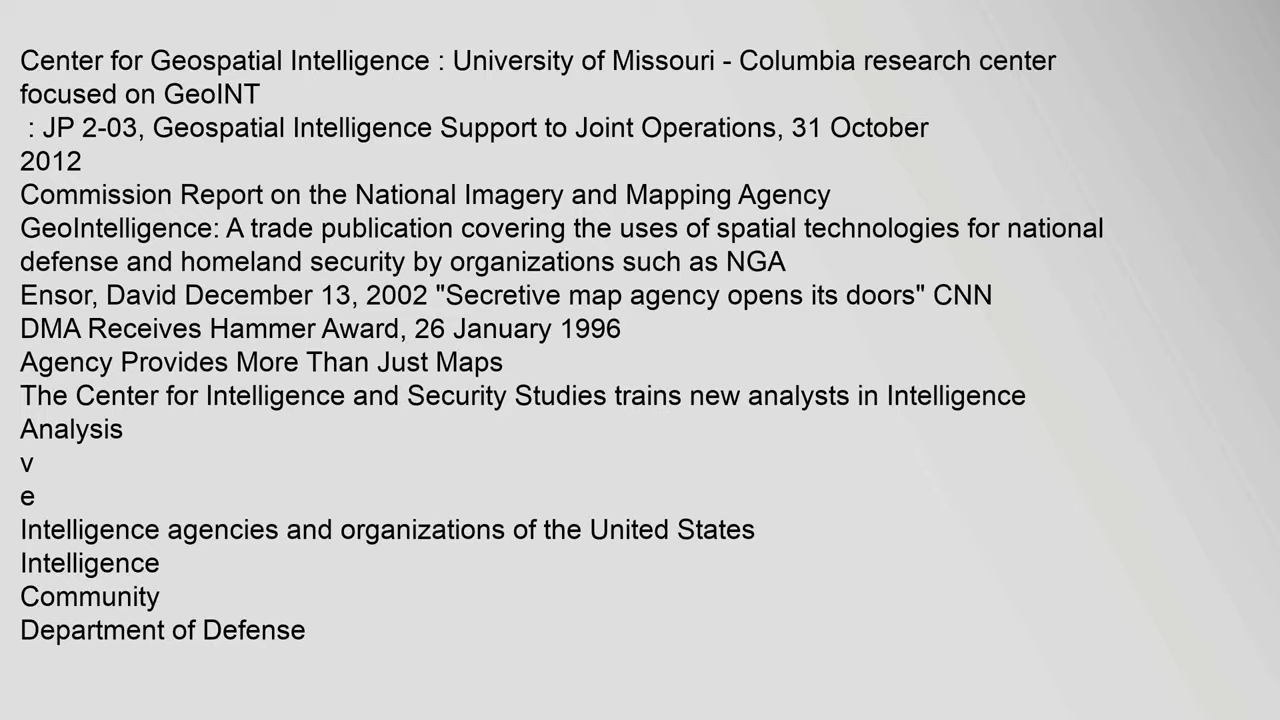 Center for Geospatial Intelligence : University of Missouri - Columbia research center
focused on GeoINT
: JP 2-03, Geospatial Intelligence Support to Joint Operations, 31 October
2012
Commission Report on the National Imagery and Mapping Agency
GeoIntelligence: A trade publication covering the uses of spatial technologies for national
defense and homeland security by organizations such as NGA
Ensor, David December 13, 2002 "Secretive map agency opens its doors" CNN
DMA Receives Hammer Award, 26 January 1996
Agency Provides More Than Just Maps
The Center for Intelligence and Security Studies trains new analysts in Intelligence
Analysis
v
e
Intelligence agencies and organizations of the United States
Intelligence
Community
Department of Defense